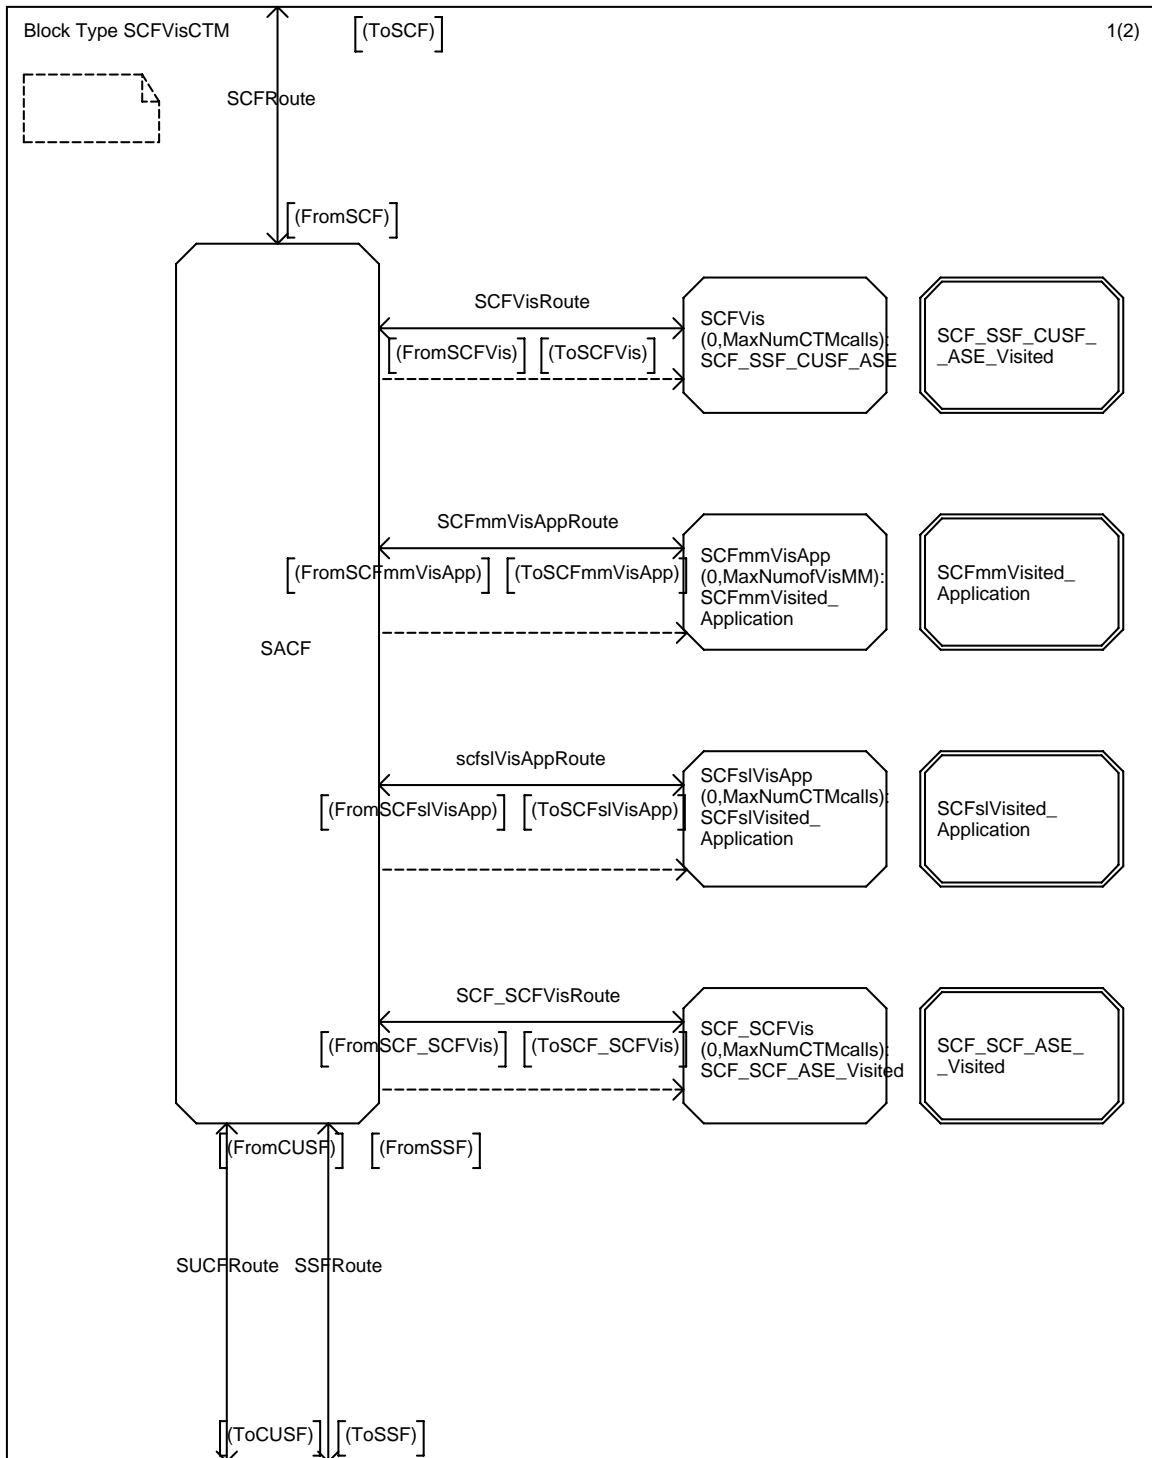 Block Type SCFVisCTM
(ToSCF)
1(2)
SCFRoute
(FromSCF)
SCFVisRoute
(FromSCFVis)
(ToSCFVis)
SCFVis
(0,MaxNumCTMcalls):
SCF_SSF_CUSF_ASE
SCF_SSF_CUSF_
_ASE_Visited
SCFmmVisAppRoute
(FromSCFmmVisApp)
(ToSCFmmVisApp)
SCFmmVisApp
(0,MaxNumofVisMM):
SCFmmVisited_
Application
SCFmmVisited_
Application
SACF
scfslVisAppRoute
(FromSCFslVisApp)
(ToSCFslVisApp)
SCFslVisApp
(0,MaxNumCTMcalls):
SCFslVisited_
Application
SCFslVisited_
Application
SCF_SCFVisRoute
(FromSCF_SCFVis)
(ToSCF_SCFVis)
SCF_SCFVis
(0,MaxNumCTMcalls):
SCF_SCF_ASE_Visited
SCF_SCF_ASE_
_Visited
(FromCUSF)
(FromSSF)
SUCFRoute
SSFRoute
(ToCUSF)
(ToSSF)